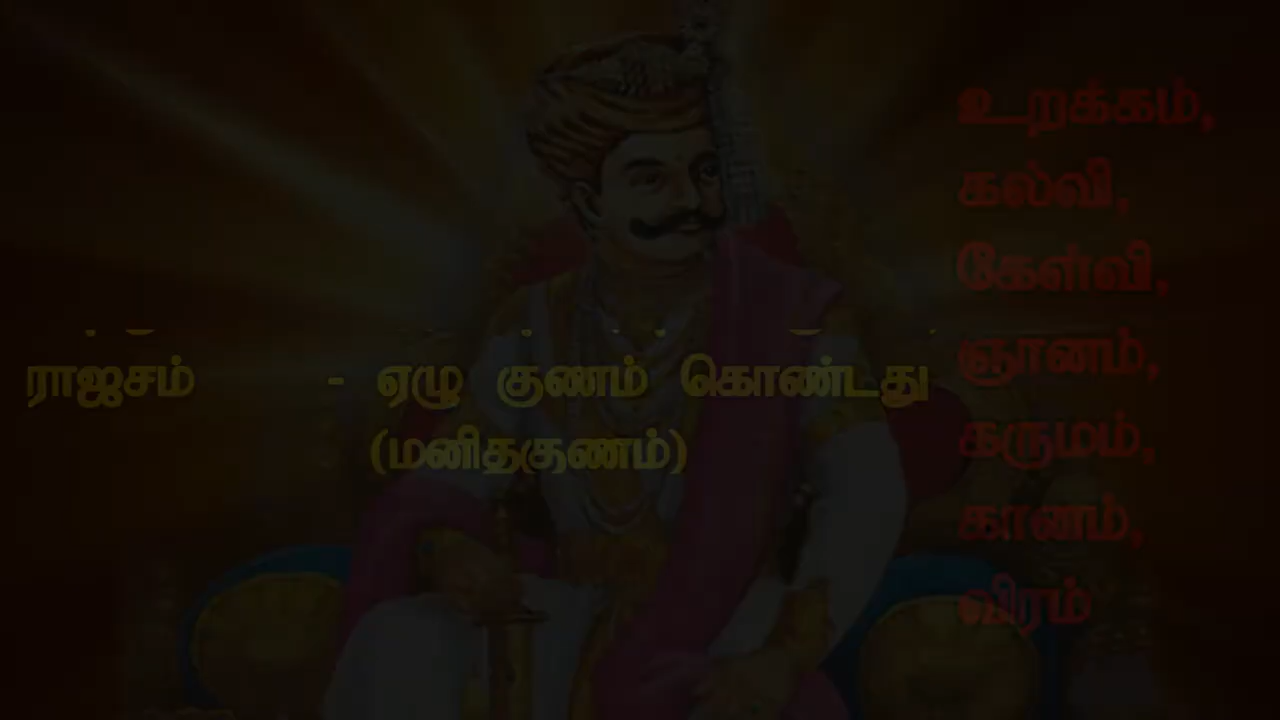 ராஜசம் - ஏழு குணம் கொண்டது
(மனிதகுணம்)
உறக்கம்,
கல்வி,
கேள்வி,
ஞானம்,
கருமம்,
கானம்,
விரம்